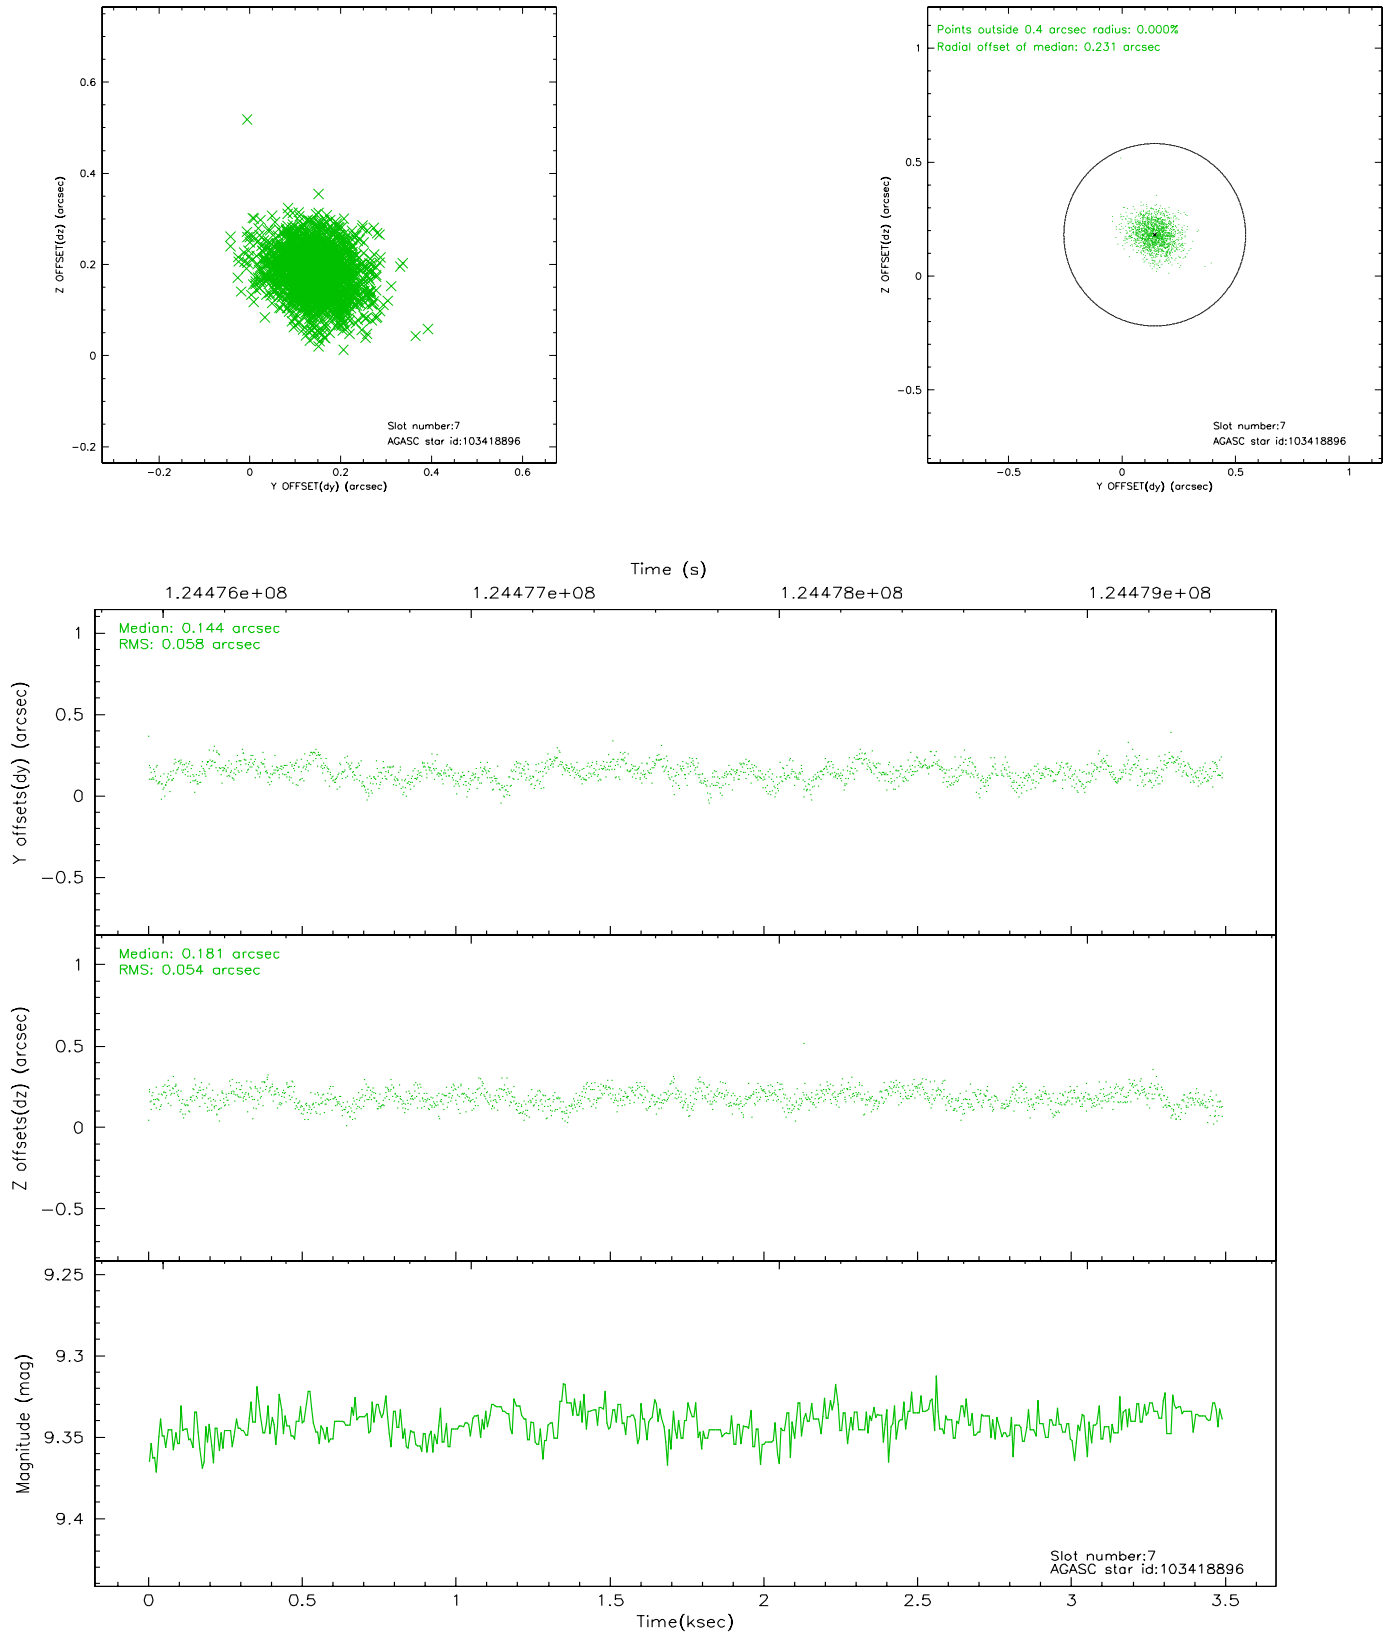 0.6
0.4
0.2
0
−0.2
Z OFFSET(dz) (arcsec)
Slot number:7
AGASC star id:103418896
−0.2 0 0.2 0.4 0.6
Y OFFSET(dy) (arcsec)
Points outside 0.4 arcsec radius: 0.000%
Radial offset of median: 0.231 arcsec
1
0.5
0
−0.5
Z OFFSET(dz) (arcsec)
Slot number:7
AGASC star id:103418896
−0.5 0 0.5 1
Y OFFSET(dy) (arcsec)
Time (s)
1.24476e+08 1.24477e+08 1.24478e+08 1.24479e+08
Median: 0.144 arcsec
RMS: 0.058 arcsec
1
0.5
0
−0.5
Y offsets(dy) (arcsec)
Median: 0.181 arcsec
RMS: 0.054 arcsec
1
0.5
0
−0.5
Z offsets(dz) (arcsec)
9.25
9.3
9.35
9.4
Magnitude (mag)
Slot number:7
AGASC star id:103418896
0 0.5 1 1.5 2 2.5 3 3.5
Time(ksec)